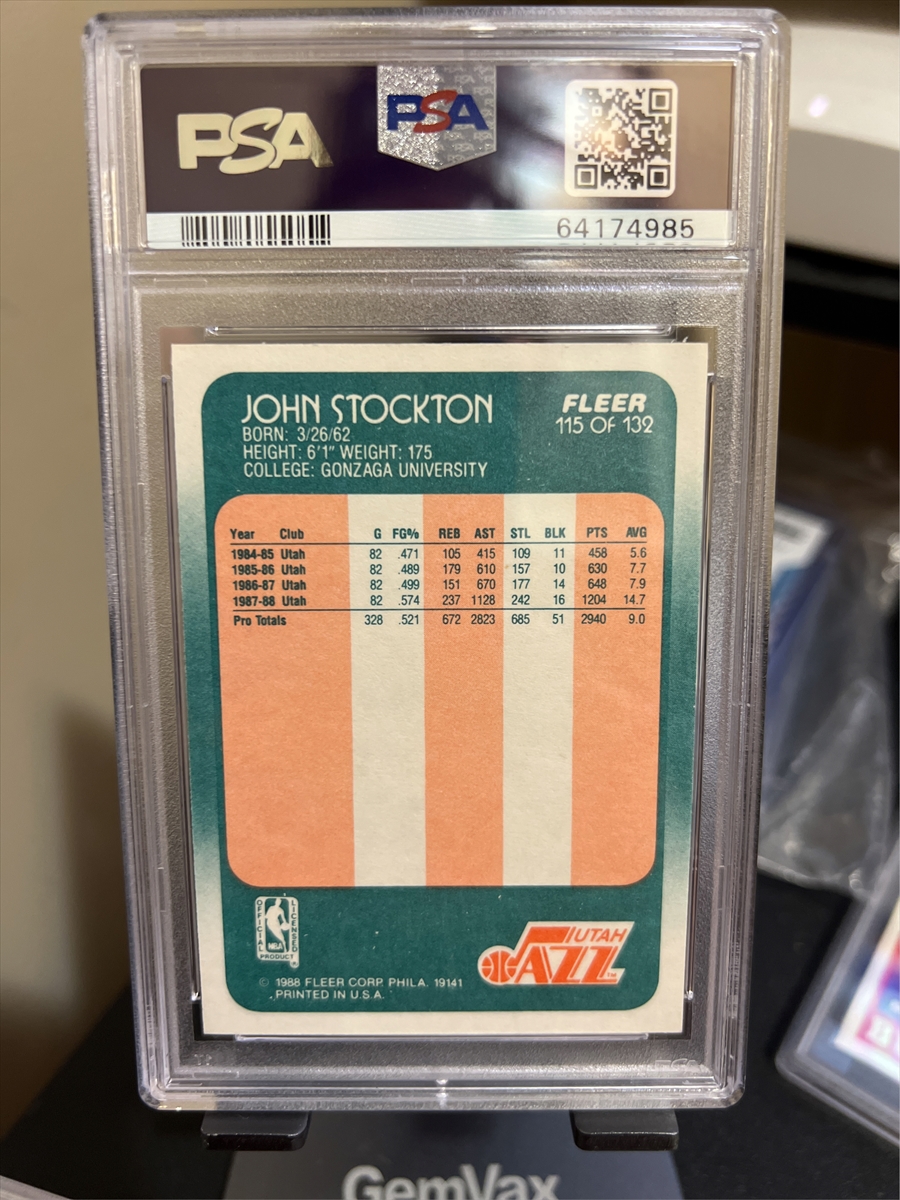 PSA
PSA
64174985
JOHN STOCKTON
FLEER
115 OF 132
BORN: 3/26/62
HEIGHT: 6'1" WEIGHT: 175
COLLEGE: GONZAGA UNIVERSITY
Year Club G FG% REB AST STL BLK PTS AVG
1984-85 Utah 82 .471 105 415 109 11 458 5.6
1985-86 Utah 82 .489 179 610 157 10 630 7.7
1986-87 Utah 82 .499 151 670 177 14 648 7.9
1987-88 Utah 82 .574 237 1128 242 16 1204 14.7
Pro Totals 328 .521 672 2823 685 51 2940 9.0
OFFICIAL
LICENSED
NBA
PRODUCT
UTAH
JAZZ
TM
© 1988 FLEER CORP. PHILA. 19141
PRINTED IN U.S.A.
GemVax